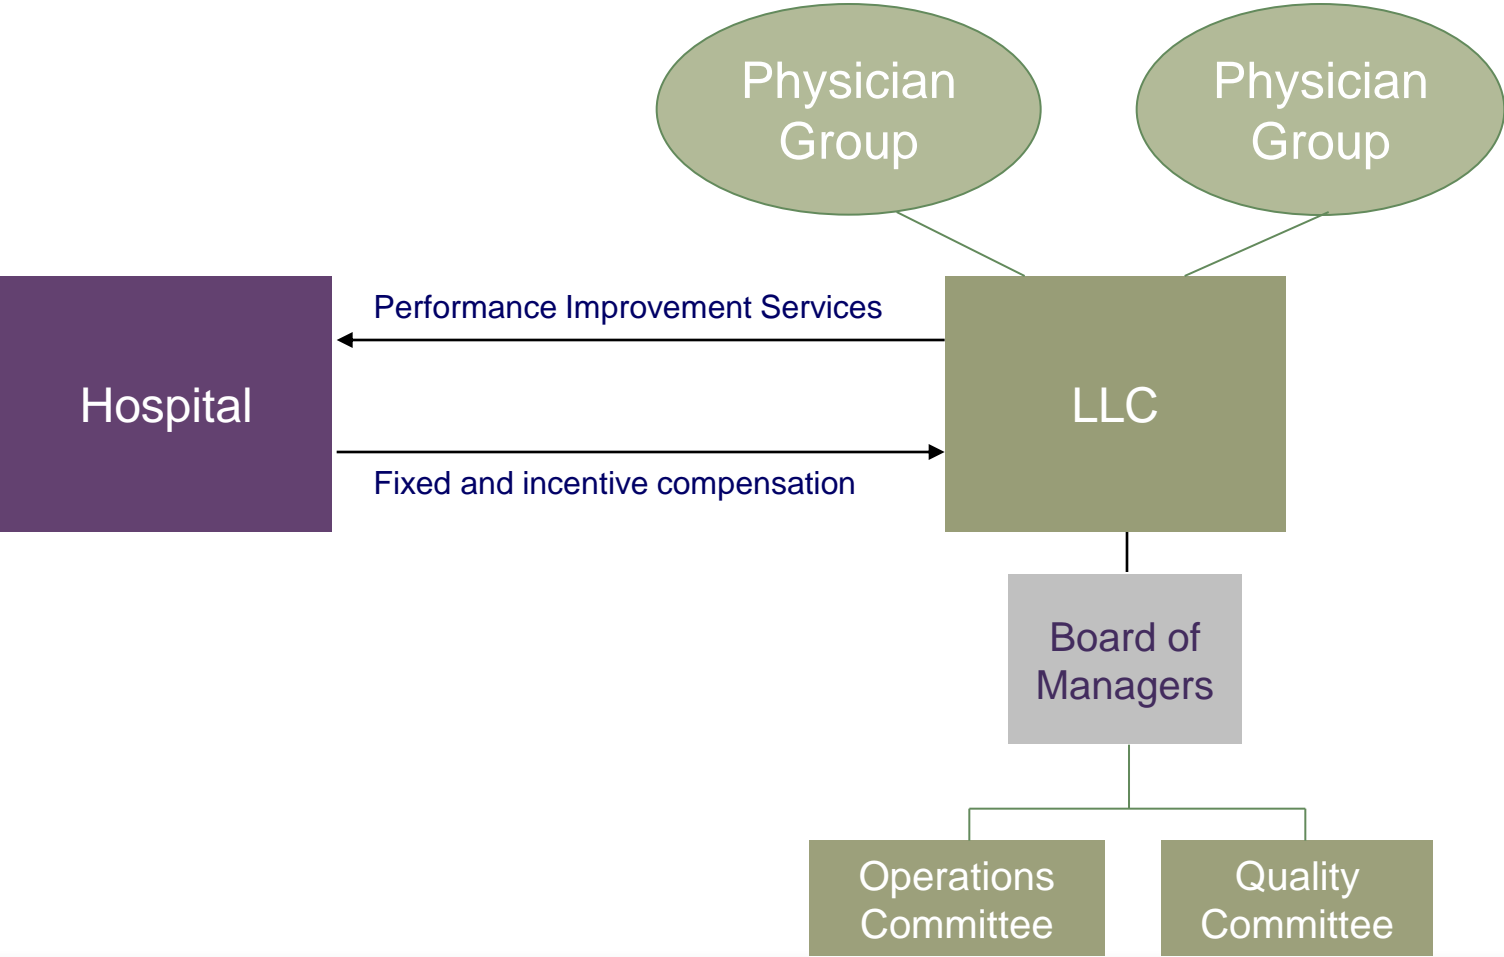 Physician
Group
Physician
Group
Performance Improvement Services
Hospital
LLC
Fixed and incentive compensation
Board of
Managers
Operations
Committee
Quality
Committee